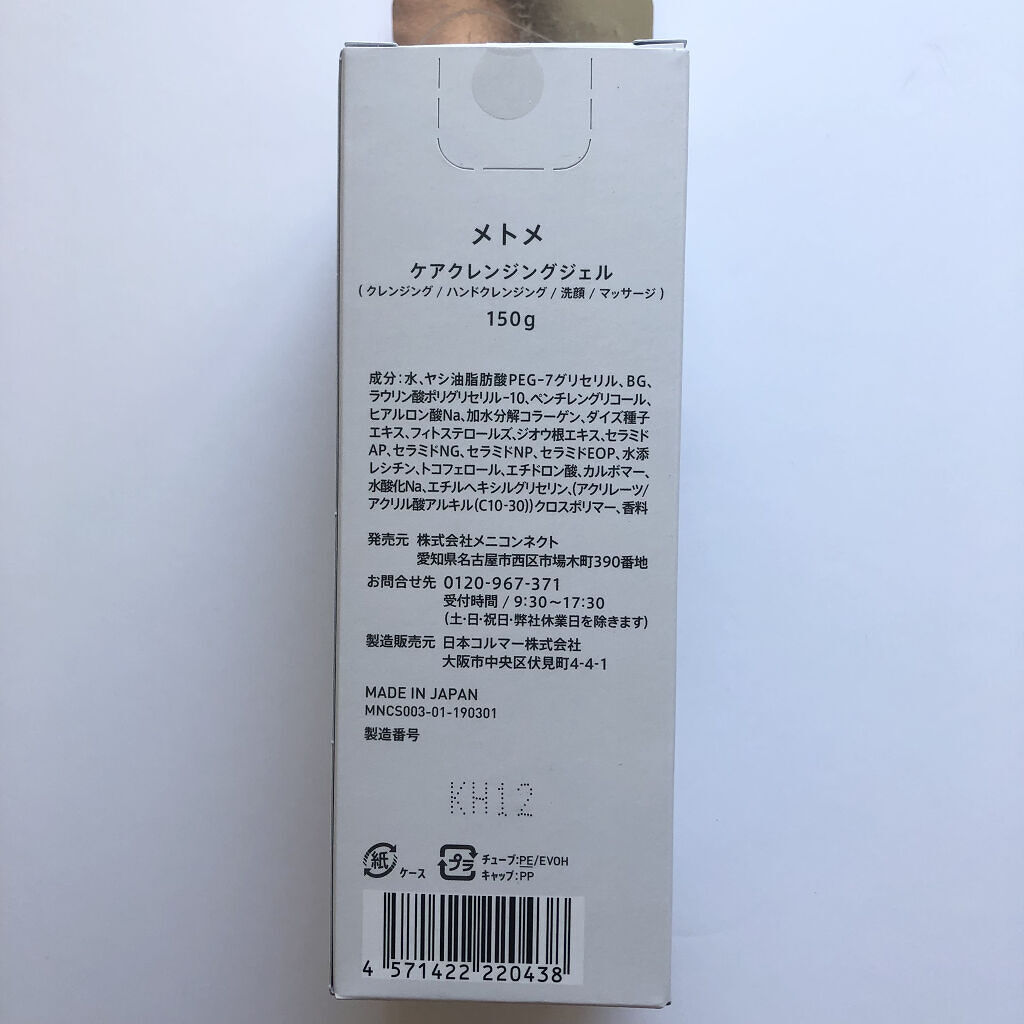 メトメ
ケアクレンジングジェル
( クレンジング / ハンドクレンジング / 洗顔 / マッサージ )
150g
成分：水、ヤシ油脂肪酸PEG-7グリセリル、BG、
ラウリン酸ポリグリセリル-10、ペンチレングリコール、
ヒアルロン酸Na、加水分解コラーゲン、ダイズ種子
エキス、フィトステロールズ、ジオウ根エキス、セラミド
AP、セラミドNG、セラミドNP、セラミドEOP、水添
レシチン、トコフェロール、エチドロン酸、カルボマー、
水酸化Na、エチルヘキシルグリセリン、(アクリレーツ/
アクリル酸アルキル(C10-30))クロスポリマー、香料
発売元 株式会社メニコンネクト
愛知県名古屋市西区市場木町390番地
お問合せ先 0120-967-371
受付時間 / 9:30～17:30
(土・日・祝日・弊社休業日を除きます)
製造販売元 日本コルマー株式会社
大阪市中央区伏見町4-4-1
MADE IN JAPAN
MNCS003-01-190301
製造番号
KH12
紙 ケース プラ チューブ:PE/EVOH
キャップ:PP
4 571422 220438